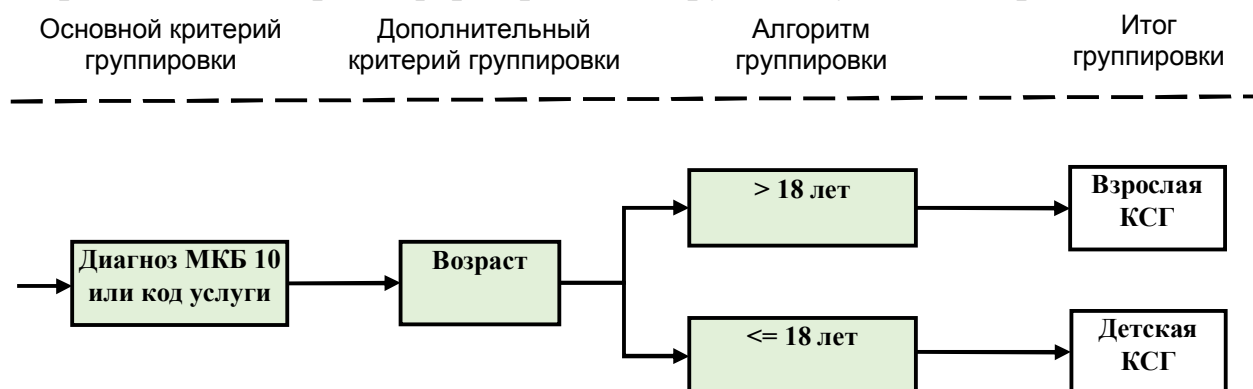 Основной критерий
группировки
Дополнительный
критерий группировки
Алгоритм
группировки
Итог
группировки
Диагноз МКБ 10
или код услуги
Возраст
> 18 лет
<= 18 лет
Взрослая
КСГ
Детская
КСГ